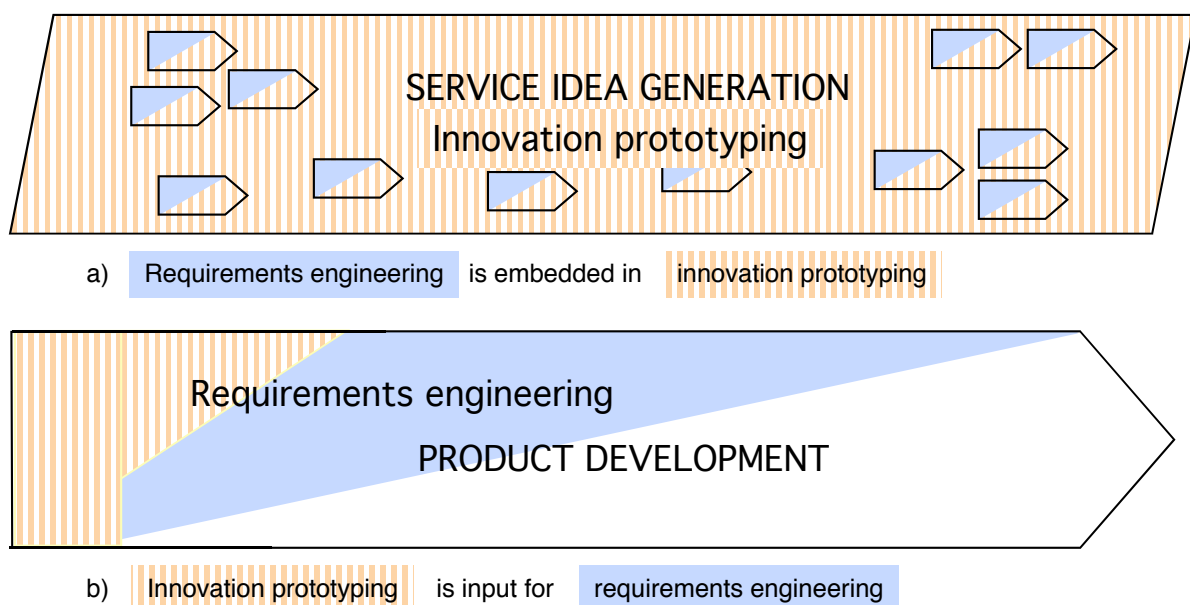 SERVICE IDEA GENERATION
Innovation prototyping
a) Requirements engineering is embedded in innovation prototyping
Requirements engineering
PRODUCT DEVELOPMENT
b) Innovation prototyping is input for requirements engineering